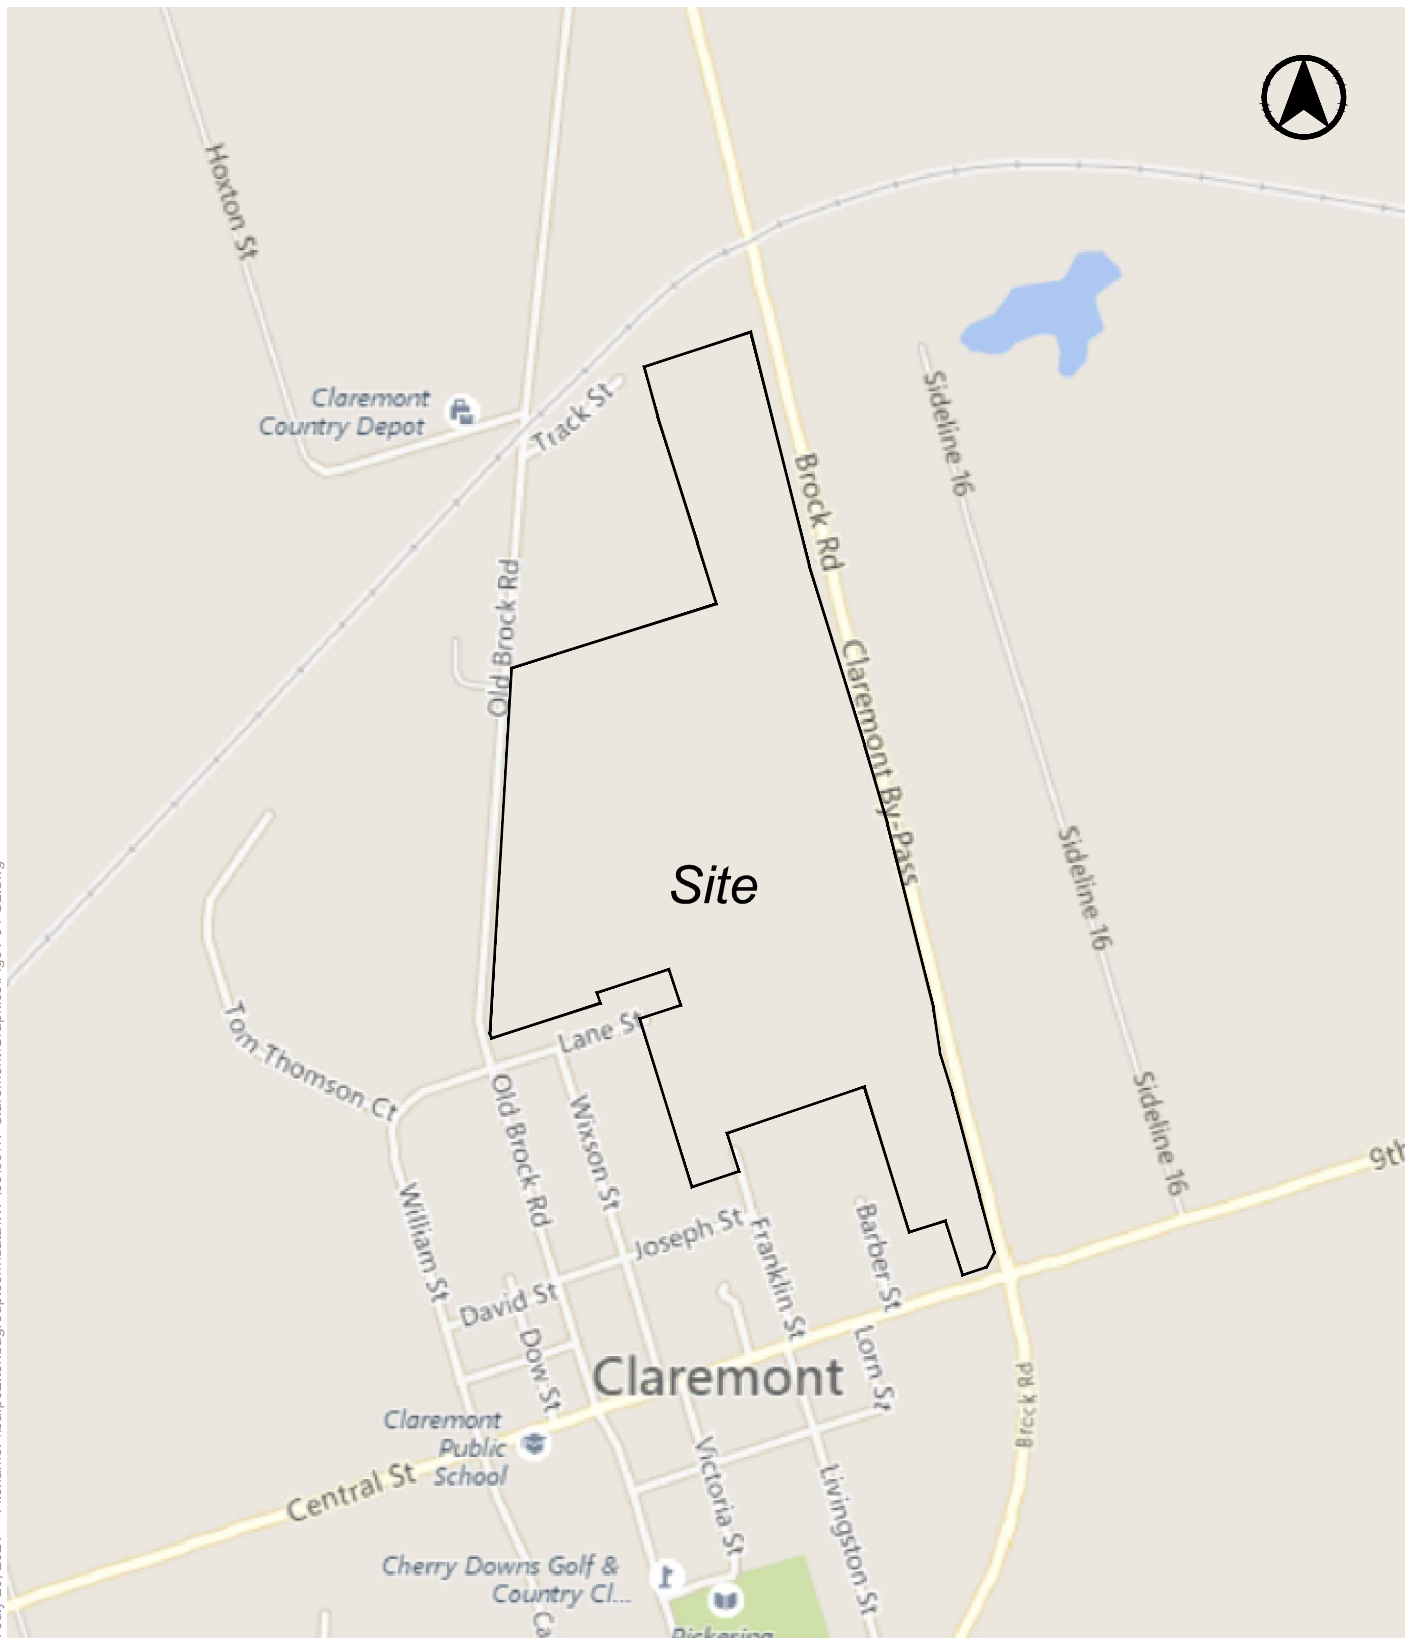 Hoxton St
Claremont
Country Depot
Track St
Brock Rd
Sideline 16
Old Brock Rd
Claremont By-Pass
Site
Sideline 16
Tom Thomson Ct
Lane St
Old Brock Rd
Wixson St
Sideline 16
9th
William St
Joseph St
Franklin St
Barber St
David St
Dow St
Lorn St
Claremont
Brock Rd
Claremont
Public
School
Central St
Victoria St
Livingston St
Cherry Downs Golf &
Country Cl...
Ca
Pickering